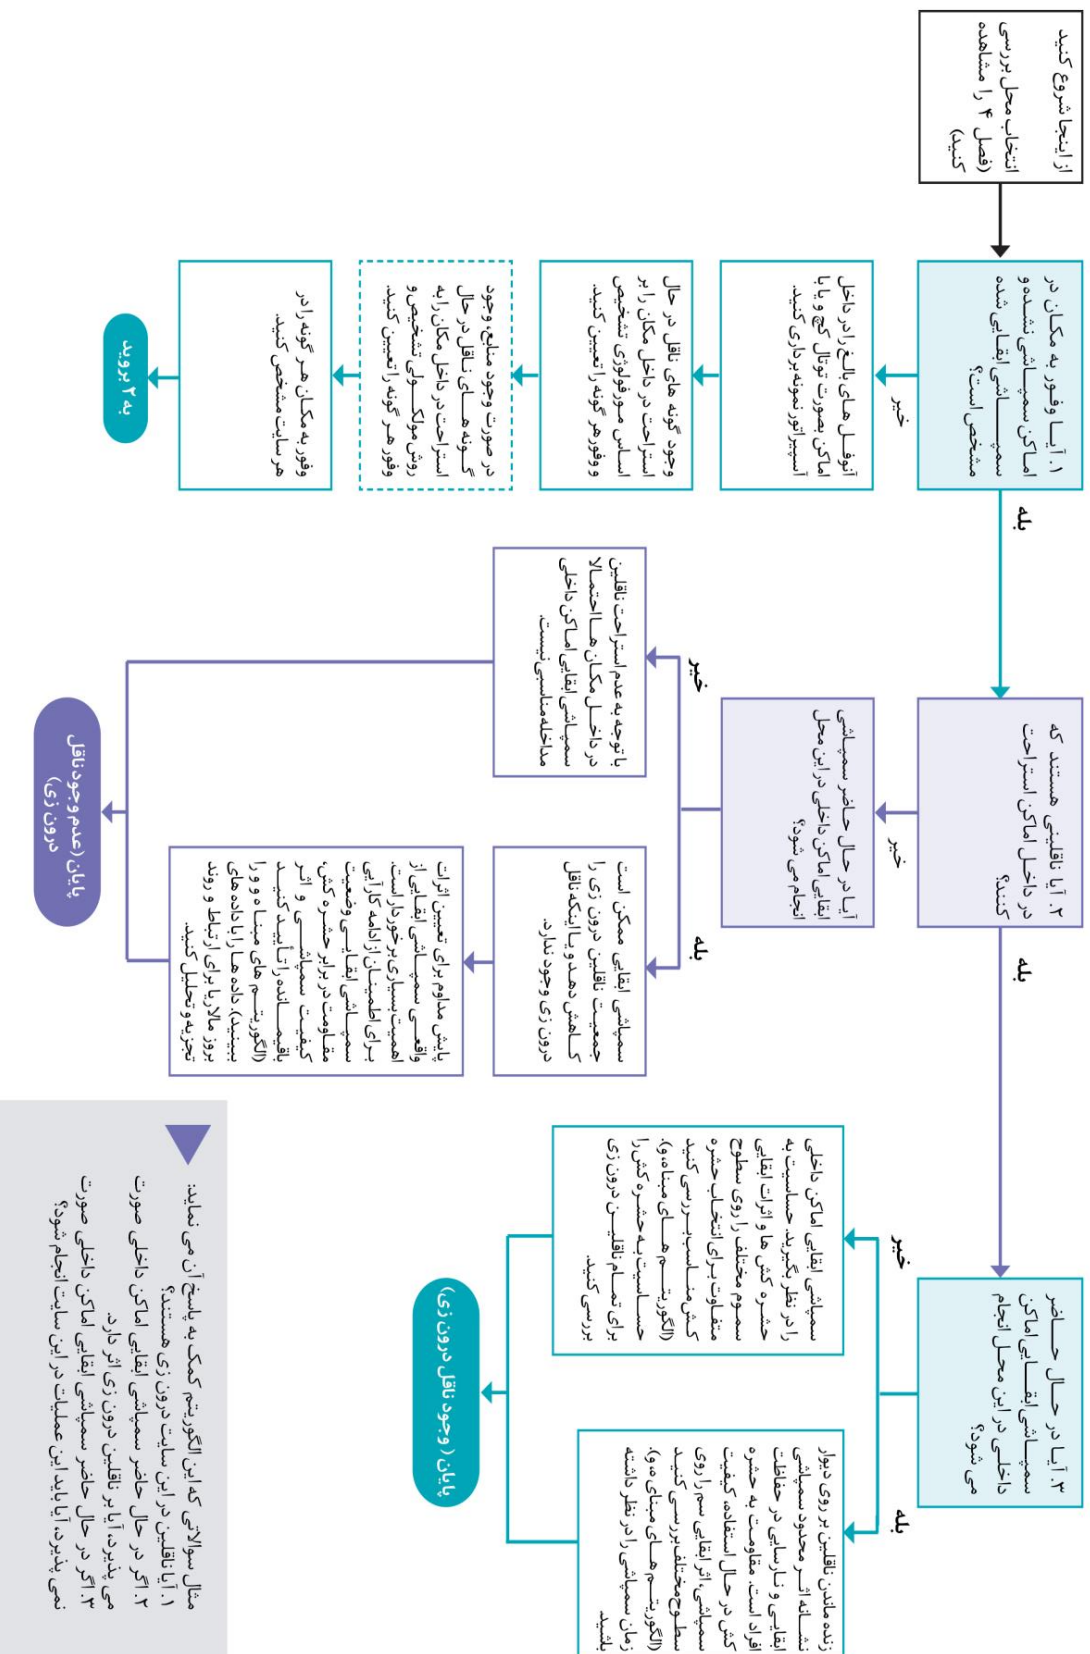 از اینجا شروع کنید
انتخاب محل بررسی
(فصل ۴ را مشاهده
کنید)
۱. آیا وفور به مکان در
اماکن سمپاشی نشده و
سمپاشی ابقایی شده
مشخص است؟
خیر
آنوفل های بالغ را در داخل
اماکن بصورت توتال کچ و یا با
آسپیراتور نمونه برداری کنید.
وجود گونه های ناقل در حال
استراحت در داخل مکان را بر
اساس مورفولوژی تشخیص
و وفور هر گونه را تعیین کنید.
در صورت وجود منابع، وجود
گونه های ناقل در حال
استراحت در داخل مکان را به
روش مولکولی تشخیص و
وفور هر گونه را تعیین کنید.
وفور به مکان هر گونه را در
هر سایت مشخص کنید.
به ۲ بروید
بله
۲. آیا ناقلینی هستند که
در داخل اماکن استراحت
کنند؟
خیر
آیا در حال حاضر سمپاشی
ابقایی اماکن داخلی در این محل
انجام می شود؟
خیر
با توجه به عدم استراحت ناقلین
در داخل مکان ها احتمالا
سمپاشی ابقایی اماکن داخلی
مداخله مناسبی نیست.
بله
سمپاشی ابقایی ممکن است
جمعیت ناقلین درون زی را
کاهش دهد و یا اینکه ناقل
درون زی وجود ندارد.
پایش مداوم برای تعیین اثرات
واقعی سمپاشی ابقایی از
اهمیت بسیاری برخوردار است.
برای اطمینان از ادامه کارآیی
سمپاشی ابقایی وضعیت
مقاومت در برابر حشره کش،
کیفیت سمپاشی و اثر
باقیمانده را تأیید کنید
(الگوریتم های مبنا ه و و را
ببینید). داده ها را با داده های
بروز مالاریا برای ارتباط و روند
تجزیه و تحلیل کنید.
پایان (عدم وجود ناقل
درون زی)
بله
۳. آیا در حال حاضر
سمپاشی ابقایی اماکن
داخلی در این محل انجام
می شود؟
خیر
سمپاشی ابقایی اماکن داخلی
را در نظر بگیرید. حساسیت به
حشره کش ها و اثرات ابقایی
سموم مختلف را روی سطوح
متفاوت برای انتخاب حشره
کش مناسب بررسی کنید
(الگوریتم های مبناه، و).
حساسیت به حشره کش را
برای تمام ناقلین درون زی
بررسی کنید.
بله
زنده ماندن ناقلین بر روی دیوار
نشانه اثر محدود سمپاشی
ابقایی و نارسایی در حفاظت
افراد است. مقاومت به حشره
کش در حال استفاده، کیفیت
سمپاشی، اثر ابقایی سم را روی
سطوح مختلف بررسی کنید
(الگوریتم های مبنای ه، و).
زمان سمپاشی را در نظر داشته
باشید.
پایان ( وجود ناقل درون زی)
مثال سوالاتی که این الگوریتم کمک به پاسخ آن می نماید:
۱. آیا ناقلین در این سایت درون زی هستند؟
۲. اگر در حال حاضر سمپاشی ابقایی اماکن داخلی صورت
می پذیرد، آیا بر ناقلین درون زی اثر دارد.
۳. اگر در حال حاضر سمپاشی ابقایی اماکن داخلی صورت
نمی پذیرد، آیا باید این عملیات در این سایت انجام شود؟